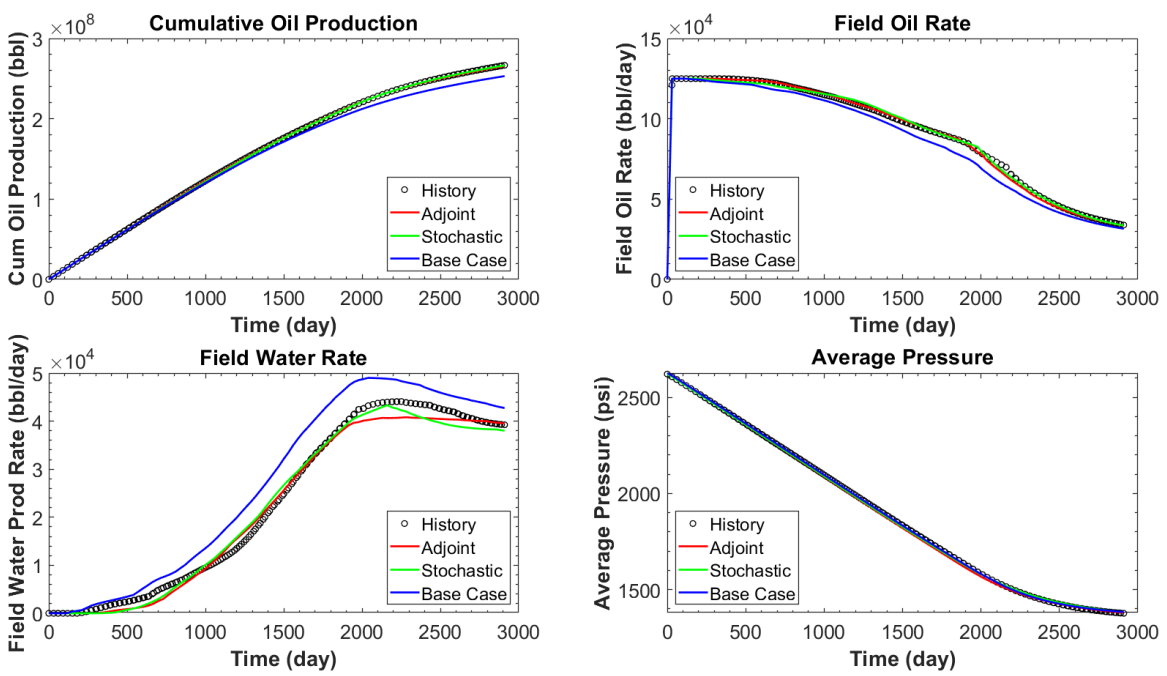 Cumulative Oil Production
×10^8
3
2
1
0
Cum Oil Production (bbl)
History
Adjoint
Stochastic
Base Case
0 500 1000 1500 2000 2500 3000
Time (day)
Field Oil Rate
×10^4
15
10
5
0
Field Oil Rate (bbl/day)
History
Adjoint
Stochastic
Base Case
0 500 1000 1500 2000 2500 3000
Time (day)
Field Water Rate
×10^4
5
4
3
2
1
0
Field Water Prod Rate (bbl/day)
History
Adjoint
Stochastic
Base Case
0 500 1000 1500 2000 2500 3000
Time (day)
Average Pressure
2500
2000
1500
Average Pressure (psi)
History
Adjoint
Stochastic
Base Case
0 500 1000 1500 2000 2500 3000
Time (day)